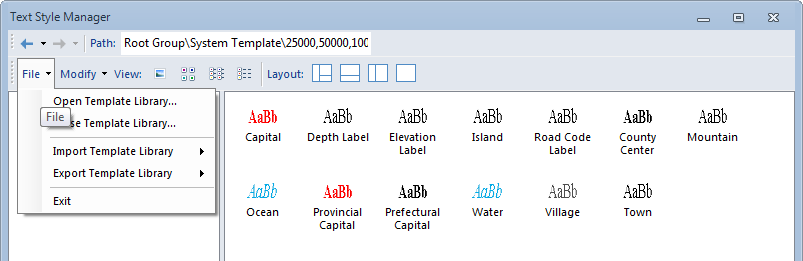 Text Style Manager
Path: Root Group\System Template\25000,50000,100
File Modify View: Layout:
Open Template Library...
File
se Template Library...
Import Template Library
Export Template Library
Exit
AaBb AaBb AaBb AaBb AaBb AaBb AaBb
Capital Depth Label Elevation Label Island Road Code Label County Center Mountain
AaBb AaBb AaBb AaBb AaBb AaBb
Ocean Provincial Capital Prefectural Capital Water Village Town